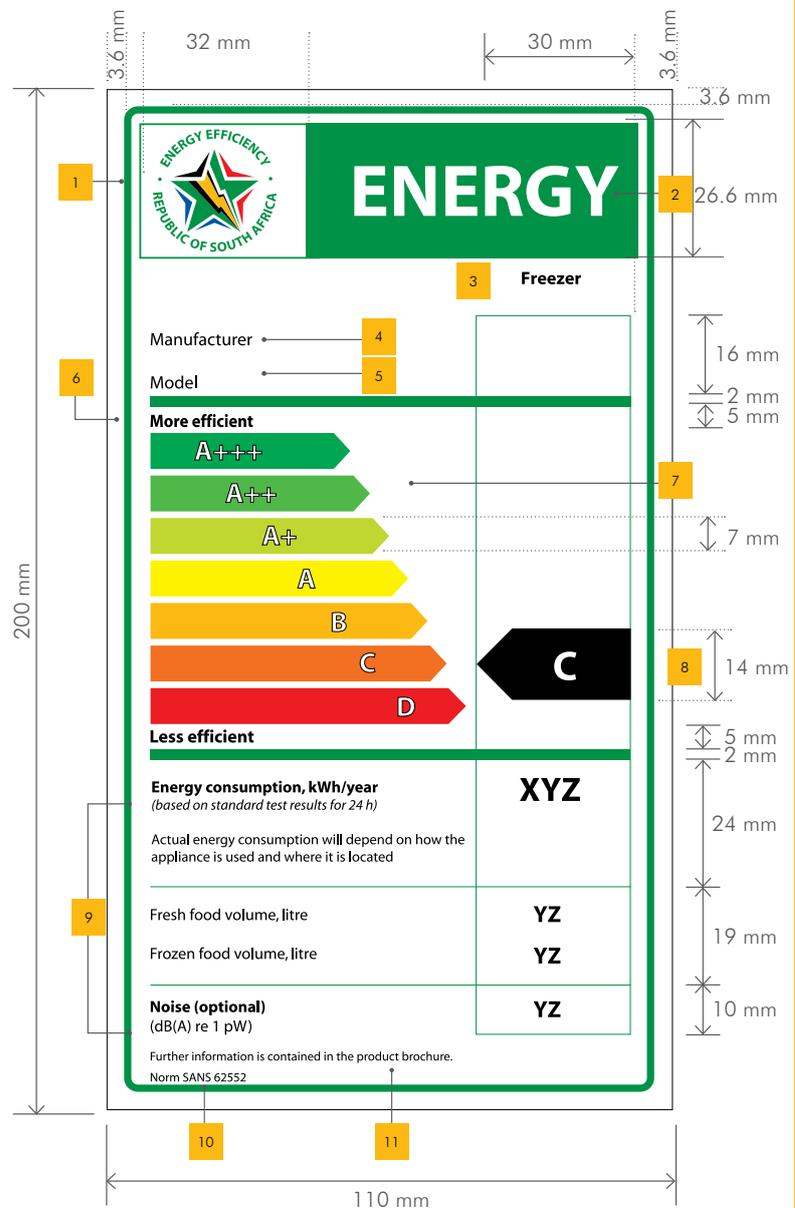 3.6 mm
32 mm
30 mm
3.6 mm
3.6 mm
ENERGY EFFICIENCY
REPUBLIC OF SOUTH AFRICA
ENERGY
1
2
26.6 mm
3
Freezer
Manufacturer
4
16 mm
Model
5
6
2 mm
5 mm
More efficient
A+++
7
A++
A+
7 mm
A
B
200 mm
C
C
8
14 mm
D
Less efficient
5 mm
2 mm
Energy consumption, kWh/year
XYZ
(based on standard test results for 24 h)
24 mm
Actual energy consumption will depend on how the
appliance is used and where it is located
9
Fresh food volume, litre
YZ
19 mm
Frozen food volume, litre
YZ
Noise (optional)
YZ
10 mm
(dB(A) re 1 pW)
Further information is contained in the product brochure.
Norm SANS 62552
10
11
110 mm